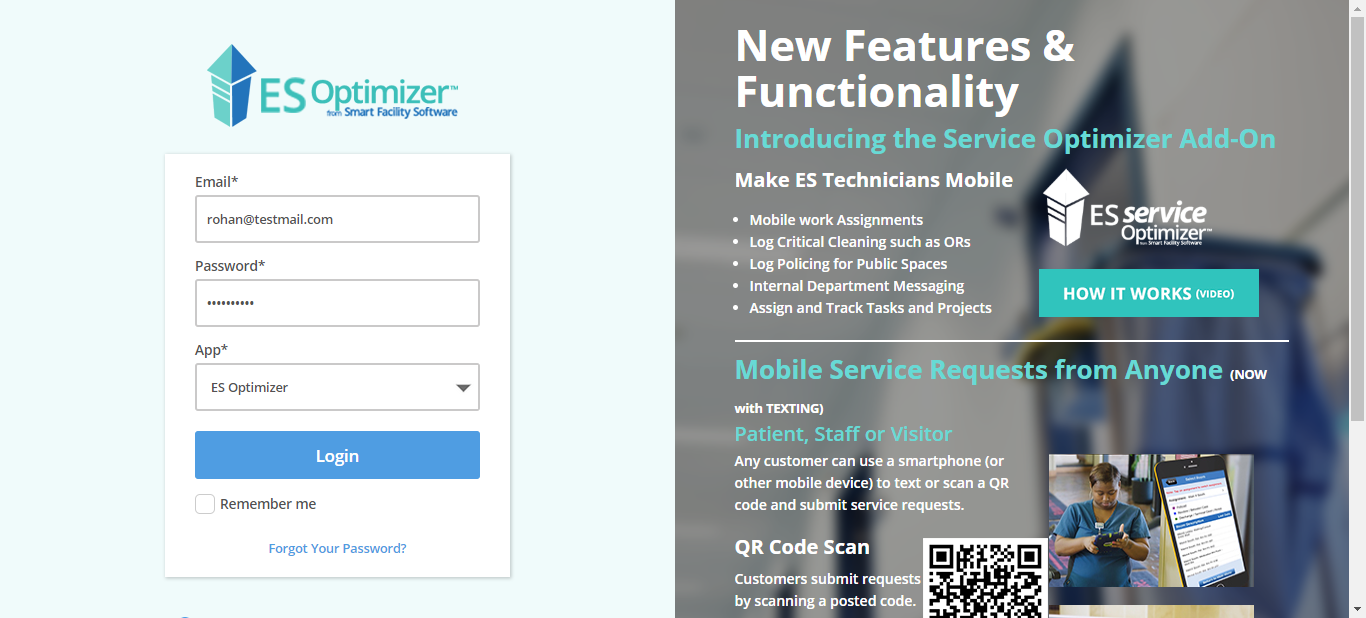 ES Optimizer™
from Smart Facility Software
Email*
rohan@testmail.com
Password*
••••••••••
App*
ES Optimizer
Login
Remember me
Forgot Your Password?
New Features &
Functionality
Introducing the Service Optimizer Add-On
Make ES Technicians Mobile
• Mobile work Assignments
• Log Critical Cleaning such as ORs
• Log Policing for Public Spaces
• Internal Department Messaging
• Assign and Track Tasks and Projects
ES service
Optimizer™
from Smart Facility Software
HOW IT WORKS (VIDEO)
Mobile Service Requests from Anyone (NOW
with TEXTING)
Patient, Staff or Visitor
Any customer can use a smartphone (or
other mobile device) to text or scan a QR
code and submit service requests.
QR Code Scan
Customers submit requests
by scanning a posted code.